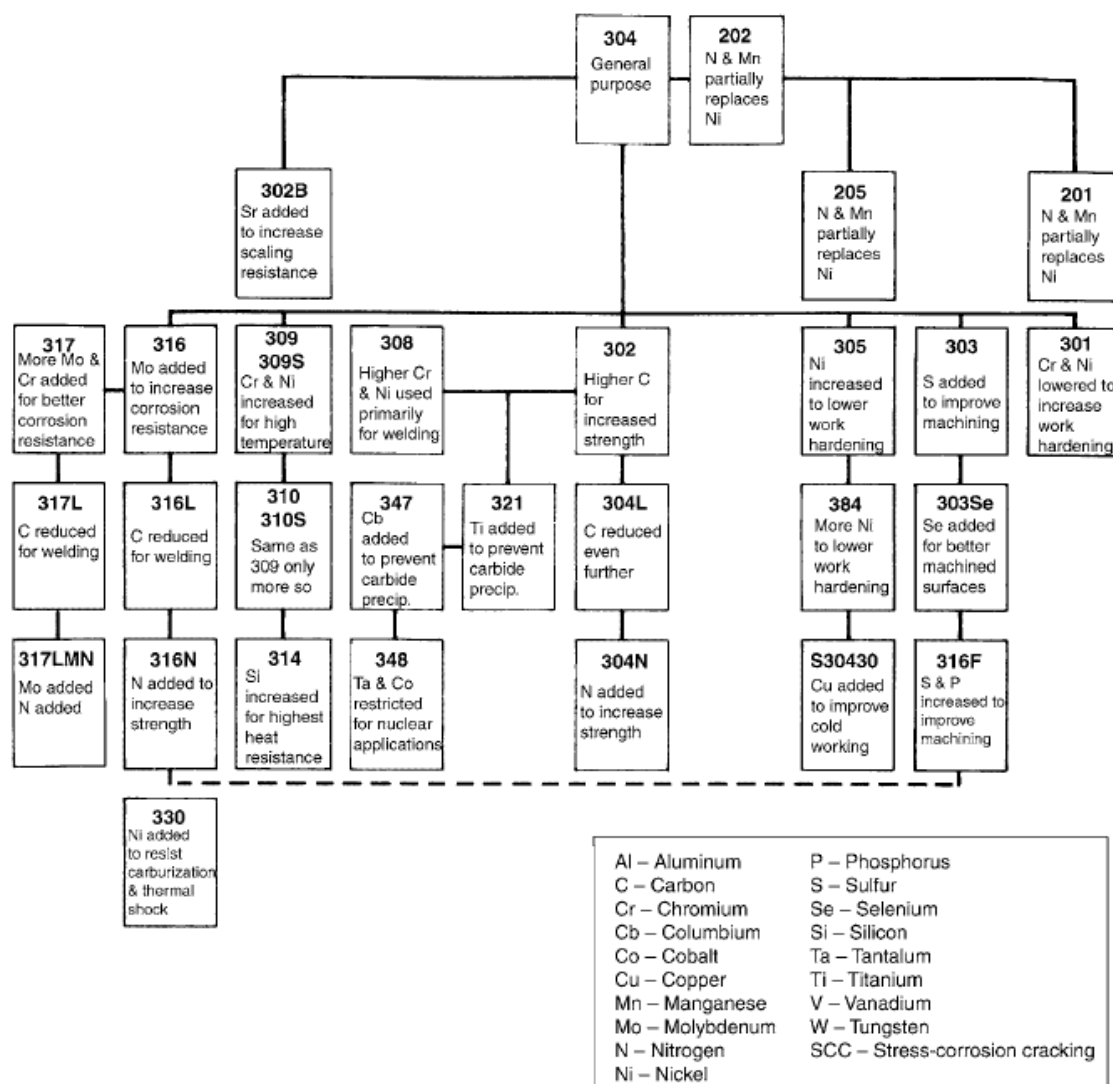 304
General
purpose
202
N & Mn
partially
replaces
Ni
302B
Sr added
to increase
scaling
resistance
205
N & Mn
partially
replaces
Ni
201
N & Mn
partially
replaces
Ni
317
More Mo &
Cr added
for better
corrosion
resistance
316
Mo added
to increase
corrosion
resistance
309
309S
Cr & Ni
increased
for high
temperature
308
Higher Cr
& Ni used
primarily
for welding
302
Higher C
for
increased
strength
305
Ni
increased
to lower
work
hardening
303
S added
to improve
machining
301
Cr & Ni
lowered to
increase
work
hardening
317L
C reduced
for welding
316L
C reduced
for welding
310
310S
Same as
309 only
more so
347
Cb
added
to prevent
carbide
precip.
321
Ti added
to prevent
carbide
precip.
304L
C reduced
even
further
384
More Ni
to lower
work
hardening
303Se
Se added
for better
machined
surfaces
317LMN
Mo added
N added
316N
N added to
increase
strength
314
Si
increased
for highest
heat
resistance
348
Ta & Co
restricted
for nuclear
applications
304N
N added
to increase
strength
S30430
Cu added
to improve
cold
working
316F
S & P
increased to
improve
machining
330
Ni added
to resist
carburization
& thermal
shock
Al – Aluminum
C – Carbon
Cr – Chromium
Cb – Columbium
Co – Cobalt
Cu – Copper
Mn – Manganese
Mo – Molybdenum
N – Nitrogen
Ni – Nickel
P – Phosphorus
S – Sulfur
Se – Selenium
Si – Silicon
Ta – Tantalum
Ti – Titanium
V – Vanadium
W – Tungsten
SCC – Stress-corrosion cracking